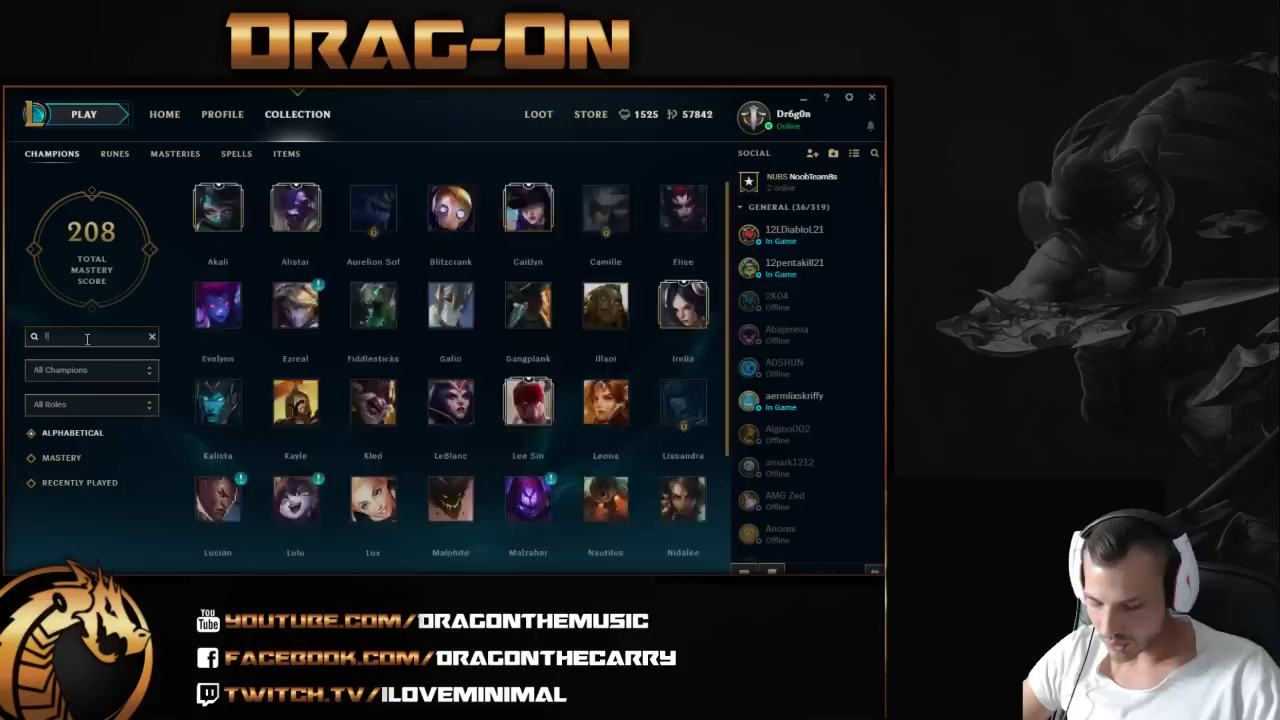 DRAG-ON
PLAY
HOME
PROFILE
COLLECTION
LOOT
STORE
1525
57842
?
Dr6g0n
Online
CHAMPIONS
RUNES
MASTERIES
SPELLS
ITEMS
SOCIAL
208
TOTAL
MASTERY
SCORE
l
All Champions
All Roles
ALPHABETICAL
MASTERY
RECENTLY PLAYED
Akali
Alistar
Aurelion Sol
Blitzcrank
Caitlyn
Camille
Elise
Evelynn
Ezreal
Fiddlesticks
Galio
Gangplank
Illaoi
Irelia
Kalista
Kayle
Kled
LeBlanc
Lee Sin
Leona
Lissandra
Lucian
Lulu
Lux
Malphite
Malzahar
Nautilus
Nidalee
NUBS NoobTeam8s
2 online
GENERAL (36/319)
12LDiabloL21
In Game
12pentakill21
In Game
2K04
Offline
Abajimma
Offline
ADSHUN
Offline
aermlixskriffy
In Game
Algino002
Offline
amark1212
Offline
AMG Zed
Offline
Anorex
Offline
You
Tube
YOUTUBE.COM/DRAGONTHEMUSIC
FACEBOOK.COM/DRAGONTHECARRY
TWITCH.TV/ILOVEMINIMAL